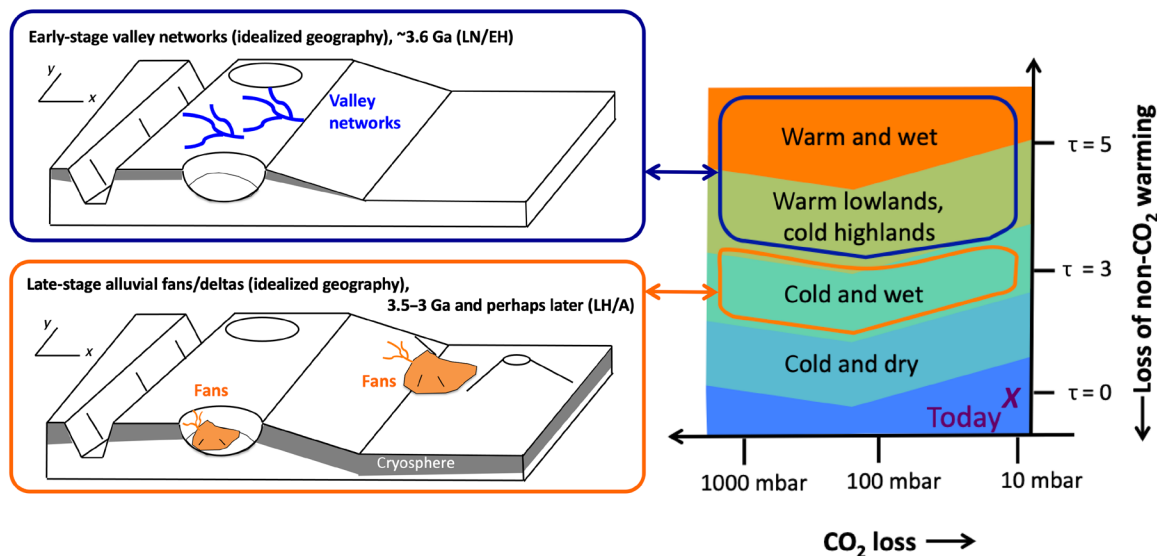 Early-stage valley networks (idealized geography), ~3.6 Ga (LN/EH)
y
x
Valley
networks
Late-stage alluvial fans/deltas (idealized geography),
3.5–3 Ga and perhaps later (LH/A)
y
x
Fans
Fans
Cryosphere
Warm and wet
Warm lowlands,
cold highlands
Cold and wet
Cold and dry
Today X
τ = 5
τ = 3
τ = 0
Loss of non-CO₂ warming
1000 mbar
100 mbar
10 mbar
CO₂ loss